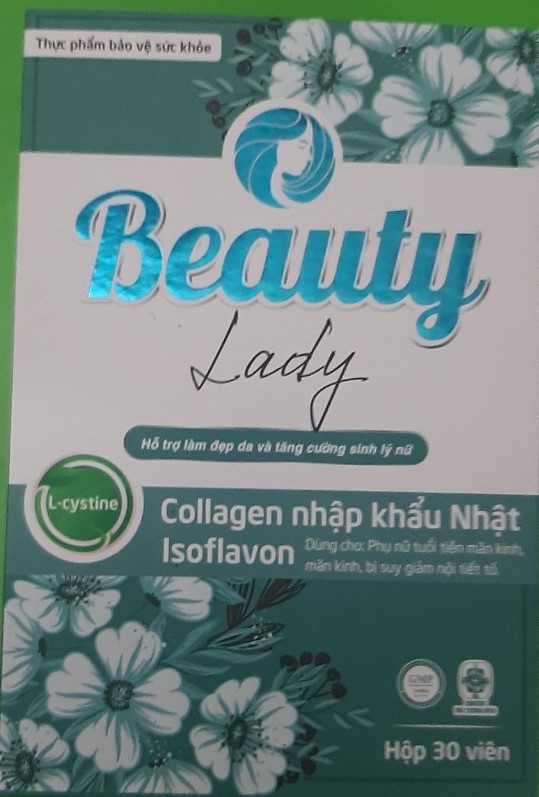 Thực phẩm bảo vệ sức khỏe
Beauty
Lady
Hỗ trợ làm đẹp da và tăng cường sinh lý nữ
L-cystine
Collagen nhập khẩu Nhật
Isoflavon
Dùng cho: Phụ nữ tuổi tiền mãn kinh,
mãn kinh, bị suy giảm nội tiết tố.
GMP
Hộp 30 viên